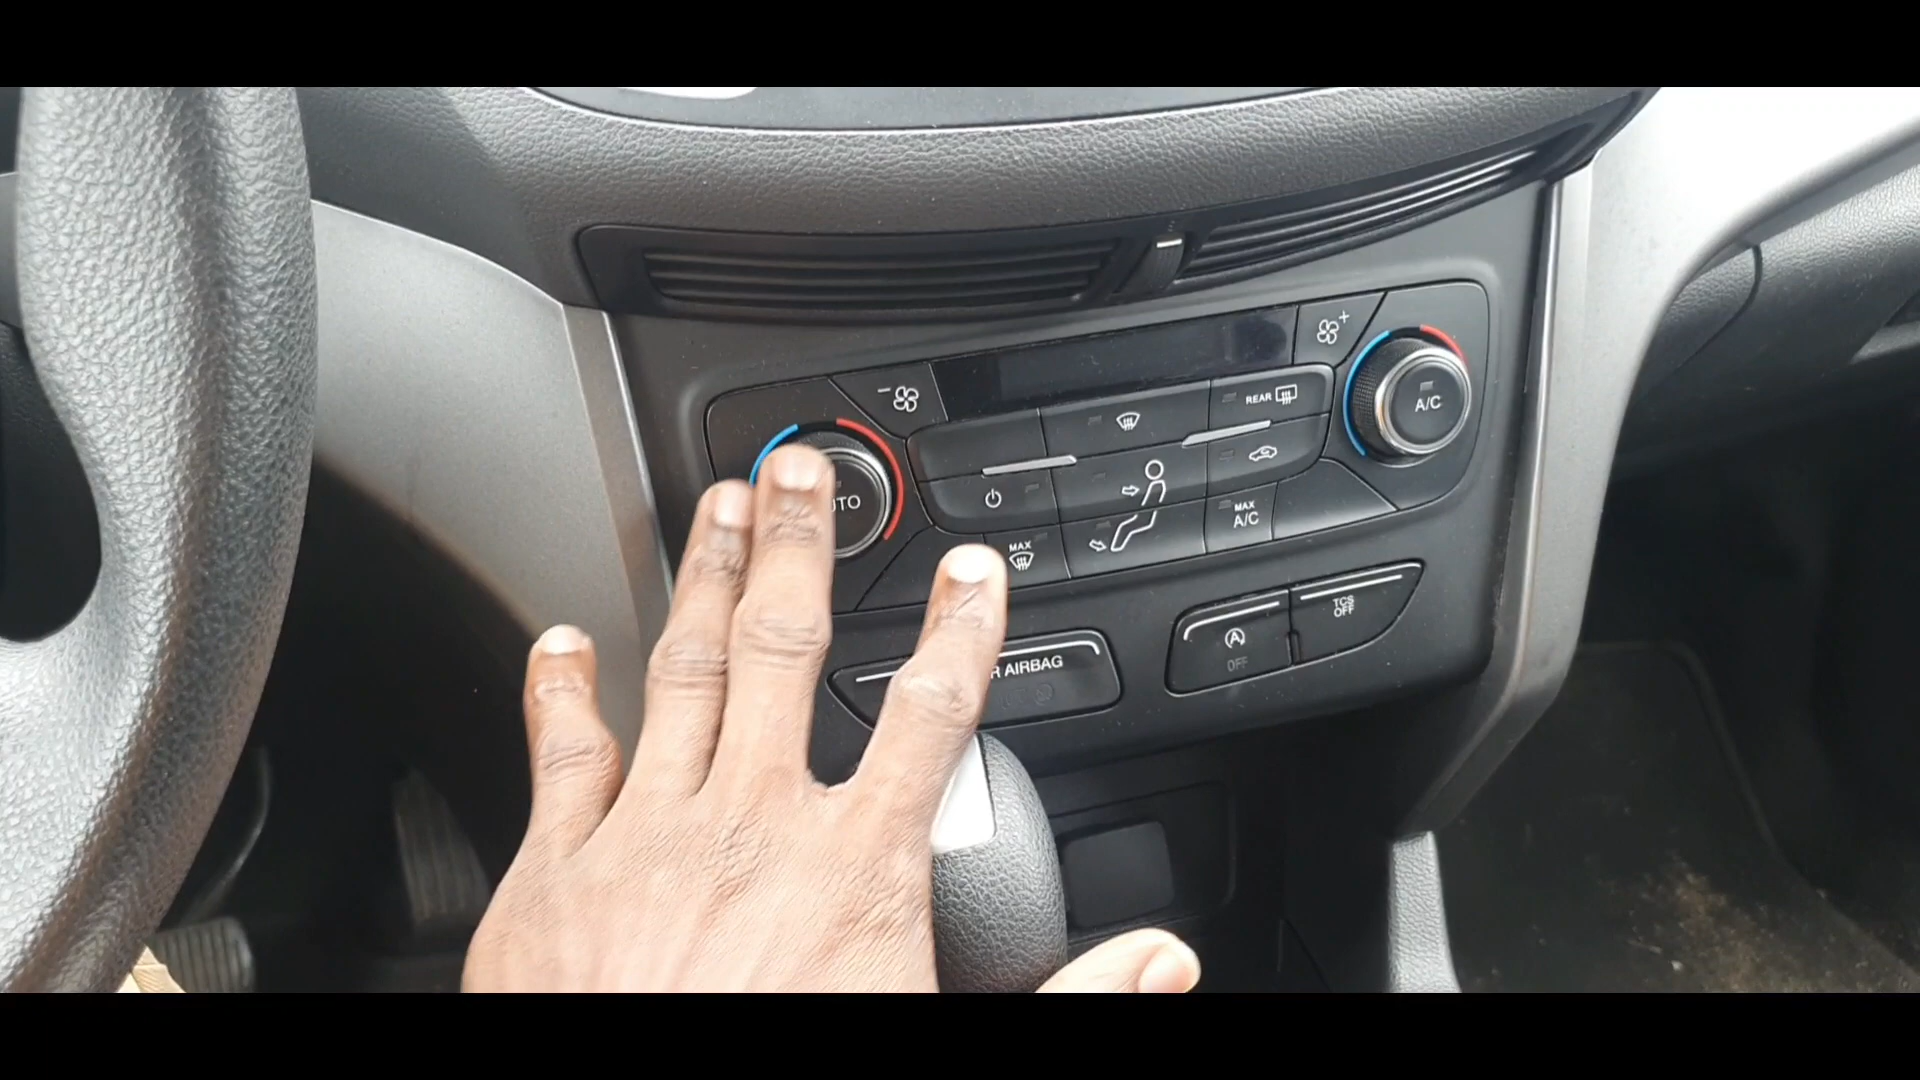 REAR
A/C
UTO
MAX
A/C
MAX
R AIRBAG
OFF
TCS
OFF